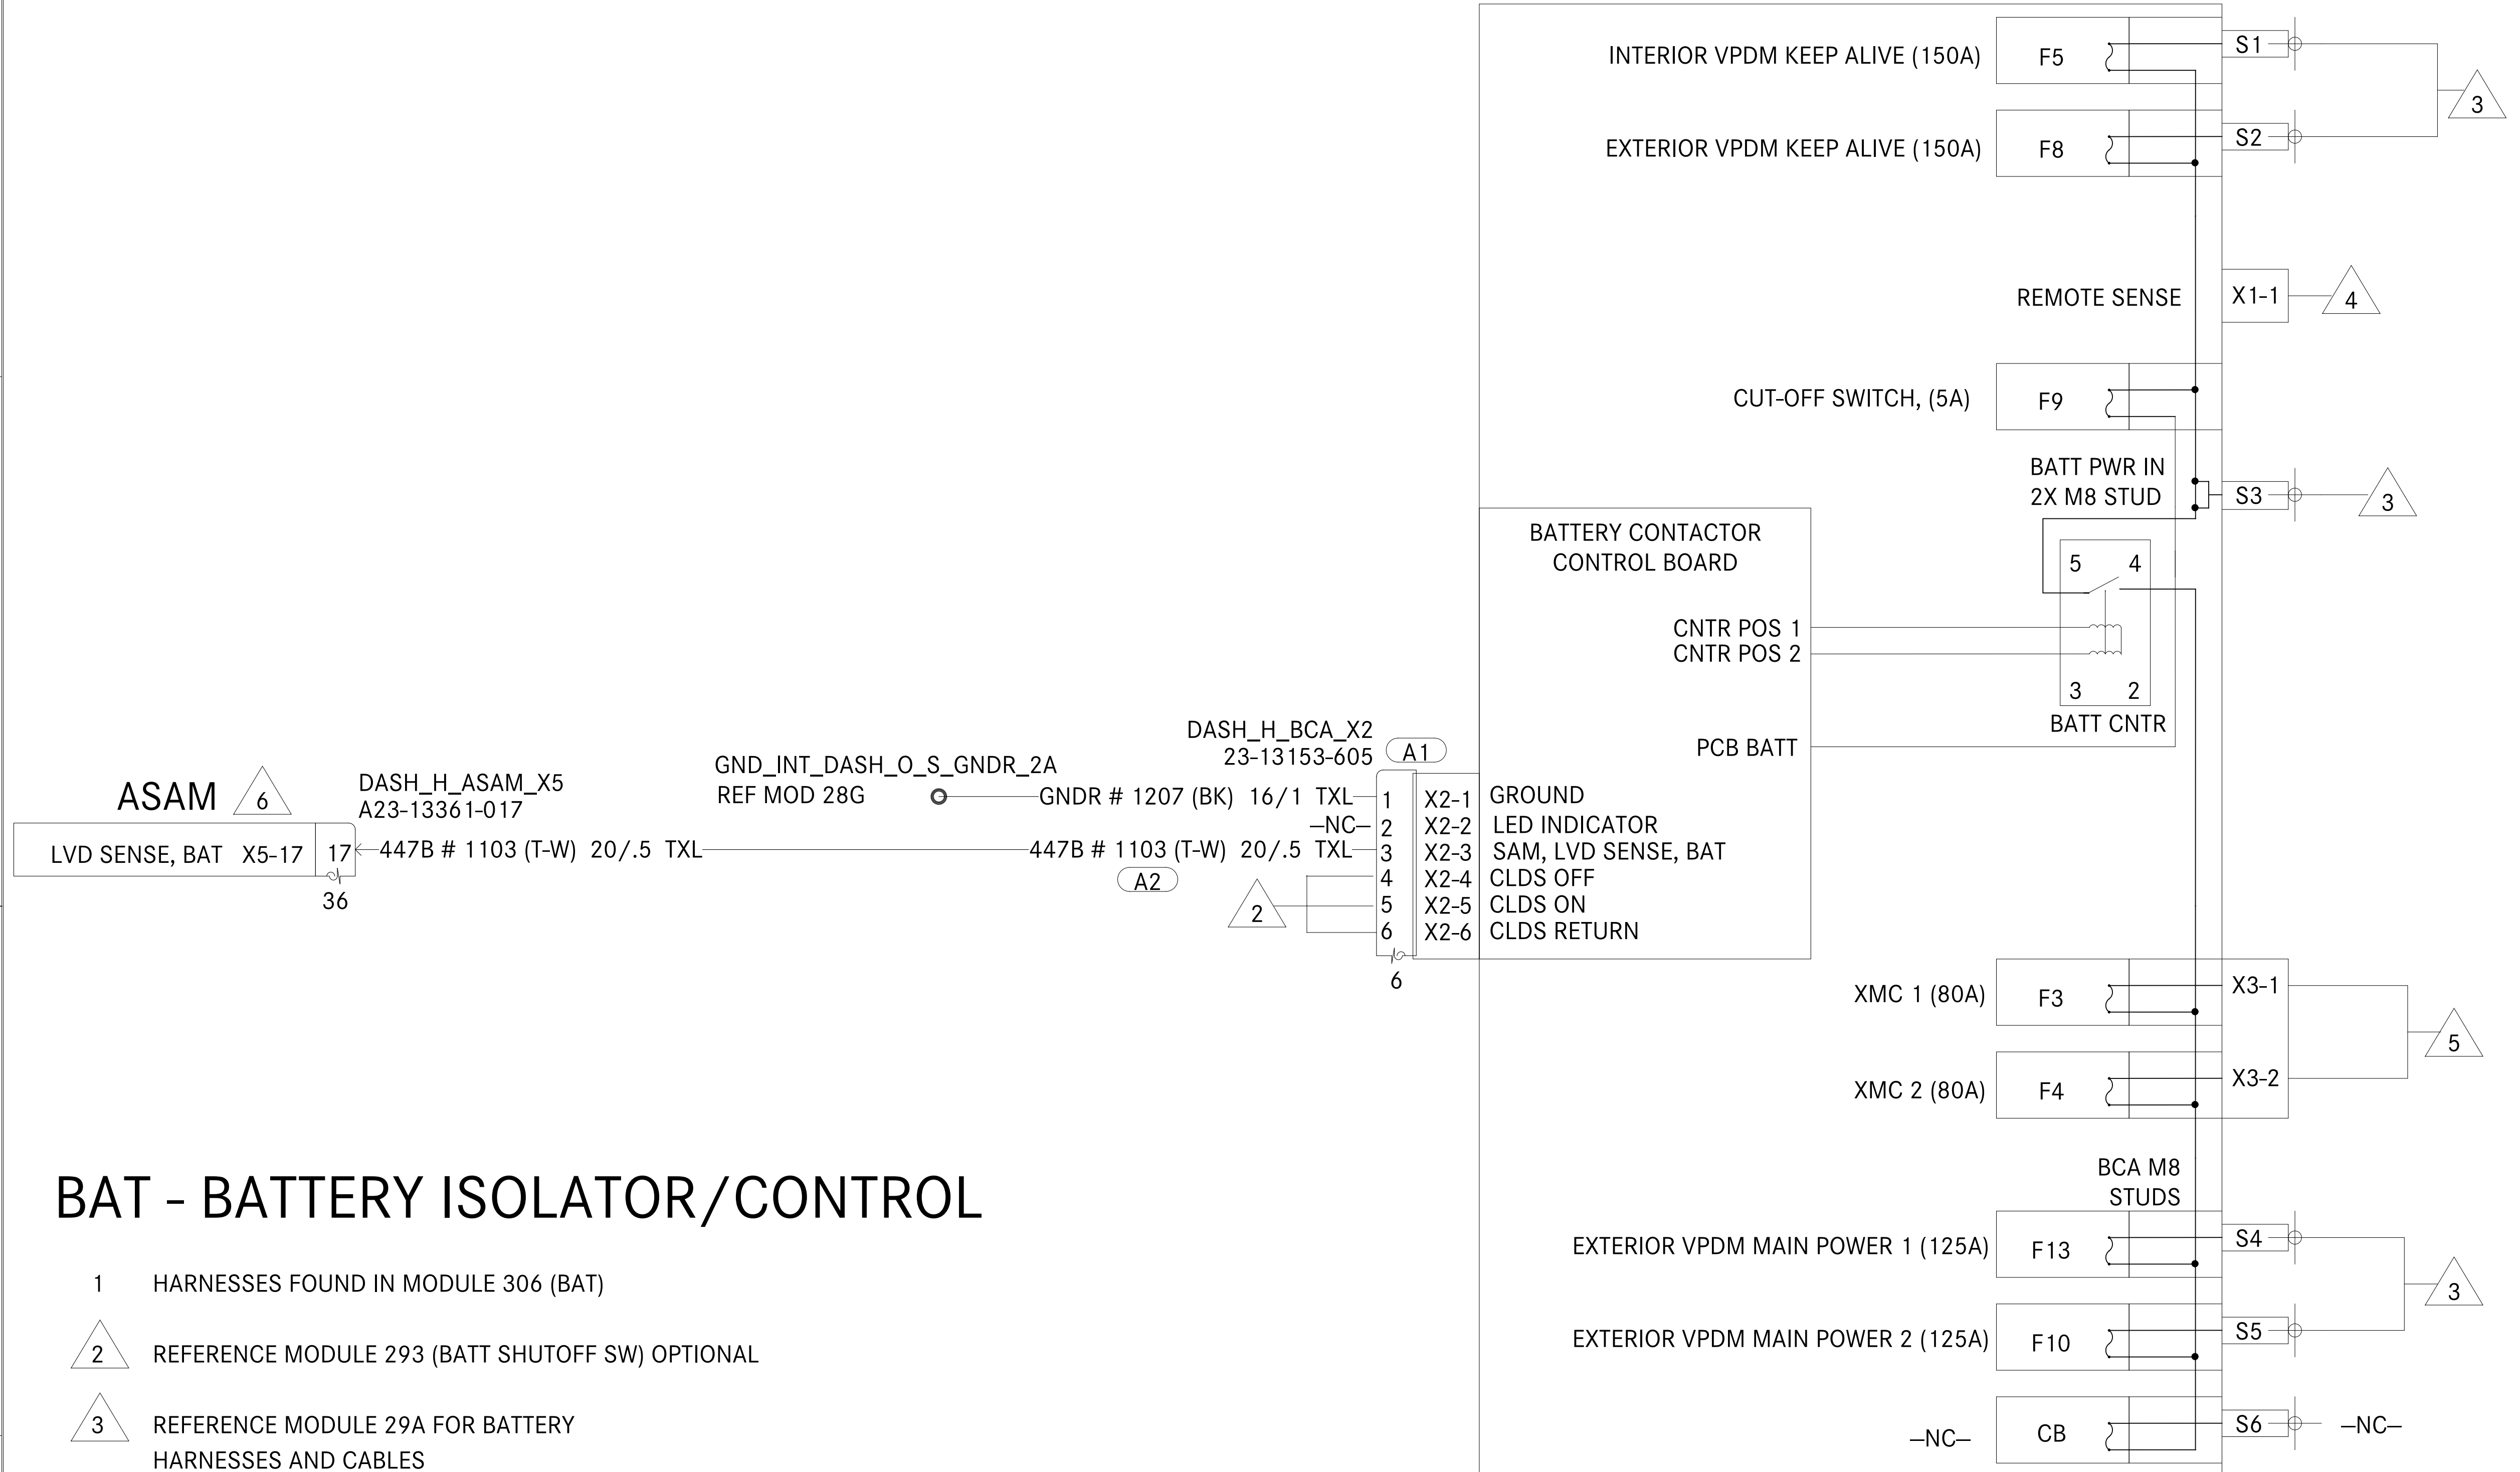 INTERIOR VPDM KEEP ALIVE (150A)
F5
S1
3
EXTERIOR VPDM KEEP ALIVE (150A)
F8
S2
REMOTE SENSE
X1-1
4
CUT-OFF SWITCH, (5A)
F9
BATT PWR IN
2X M8 STUD
S3
3
BATTERY CONTACTOR
CONTROL BOARD
5 4
CNTR POS 1
CNTR POS 2
3 2
BATT CNTR
PCB BATT
DASH_H_BCA_X2
23-13153-605
A1
GND_INT_DASH_O_S_GNDR_2A
REF MOD 28G
ASAM
6
DASH_H_ASAM_X5
A23-13361-017
GNDR # 1207 (BK) 16/1 TXL
1 X2-1 GROUND
–NC–
2 X2-2 LED INDICATOR
LVD SENSE, BAT X5-17 17
447B # 1103 (T-W) 20/.5 TXL
447B # 1103 (T-W) 20/.5 TXL
3 X2-3 SAM, LVD SENSE, BAT
A2
36
4 X2-4 CLDS OFF
2
5 X2-5 CLDS ON
6 X2-6 CLDS RETURN
6
XMC 1 (80A)
F3
X3-1
5
XMC 2 (80A)
F4
X3-2
BCA M8
STUDS
EXTERIOR VPDM MAIN POWER 1 (125A)
F13
S4
3
EXTERIOR VPDM MAIN POWER 2 (125A)
F10
S5
–NC–
CB
S6
–NC–
BAT - BATTERY ISOLATOR/CONTROL
1 HARNESSES FOUND IN MODULE 306 (BAT)
2 REFERENCE MODULE 293 (BATT SHUTOFF SW) OPTIONAL
3 REFERENCE MODULE 29A FOR BATTERY
HARNESSES AND CABLES